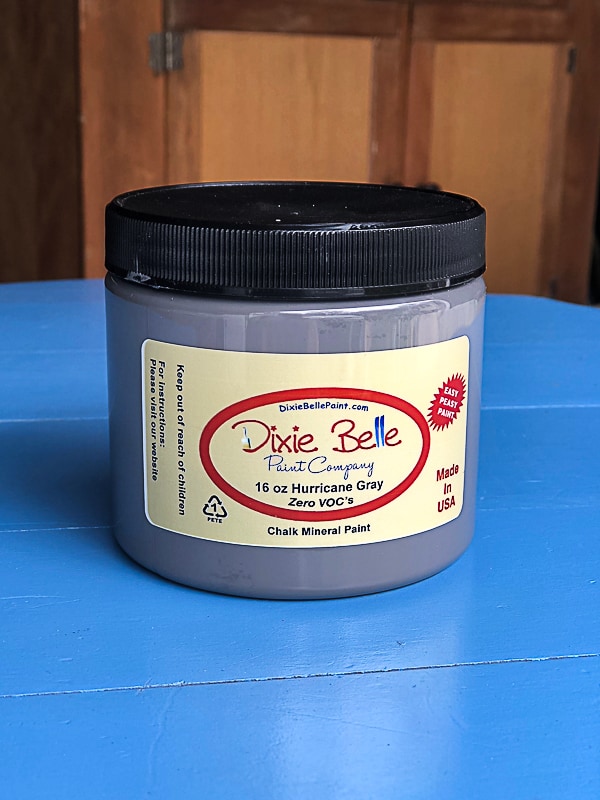 Keep out of reach of children
For instructions:
Please visit our website
1
PETE
DixieBellePaint.com
Dixie Belle
Paint Company
16 oz Hurricane Gray
Zero VOC's
Chalk Mineral Paint
EASY
PEASY
PAINT
Made
in
USA